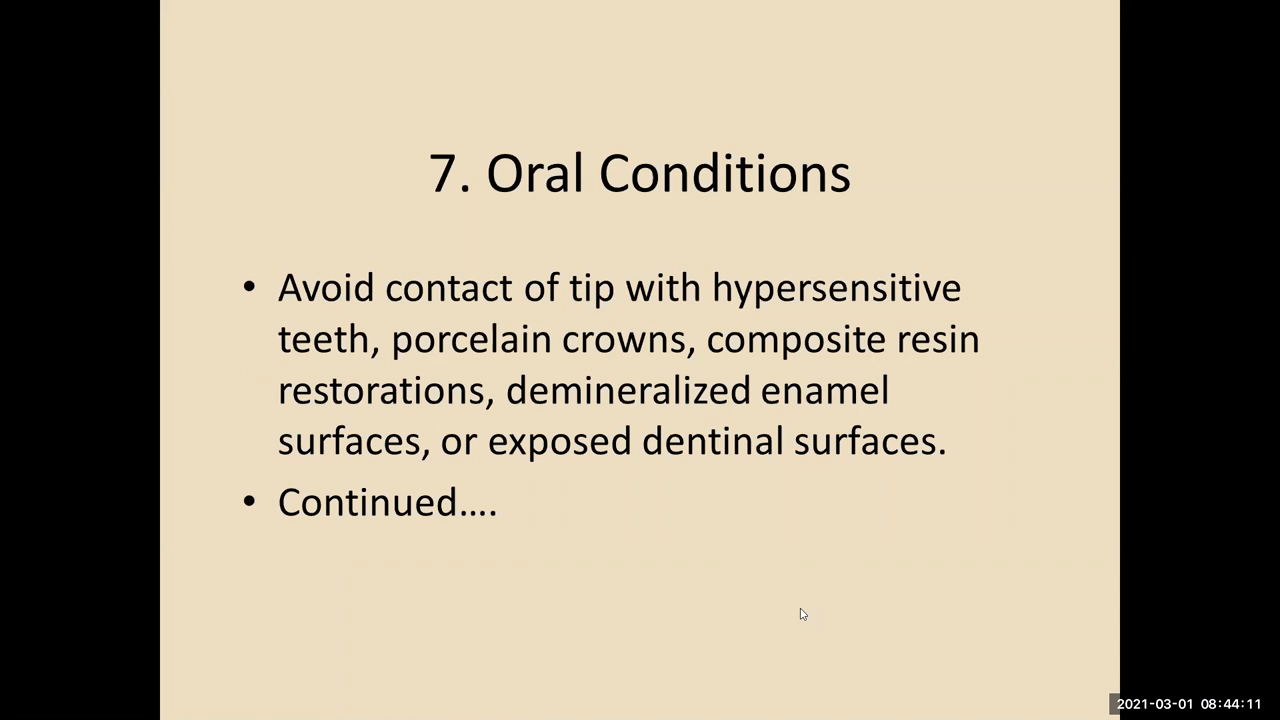 7. Oral Conditions
• Avoid contact of tip with hypersensitive
teeth, porcelain crowns, composite resin
restorations, demineralized enamel
surfaces, or exposed dentinal surfaces.
• Continued....
2021-03-01 08:44:11